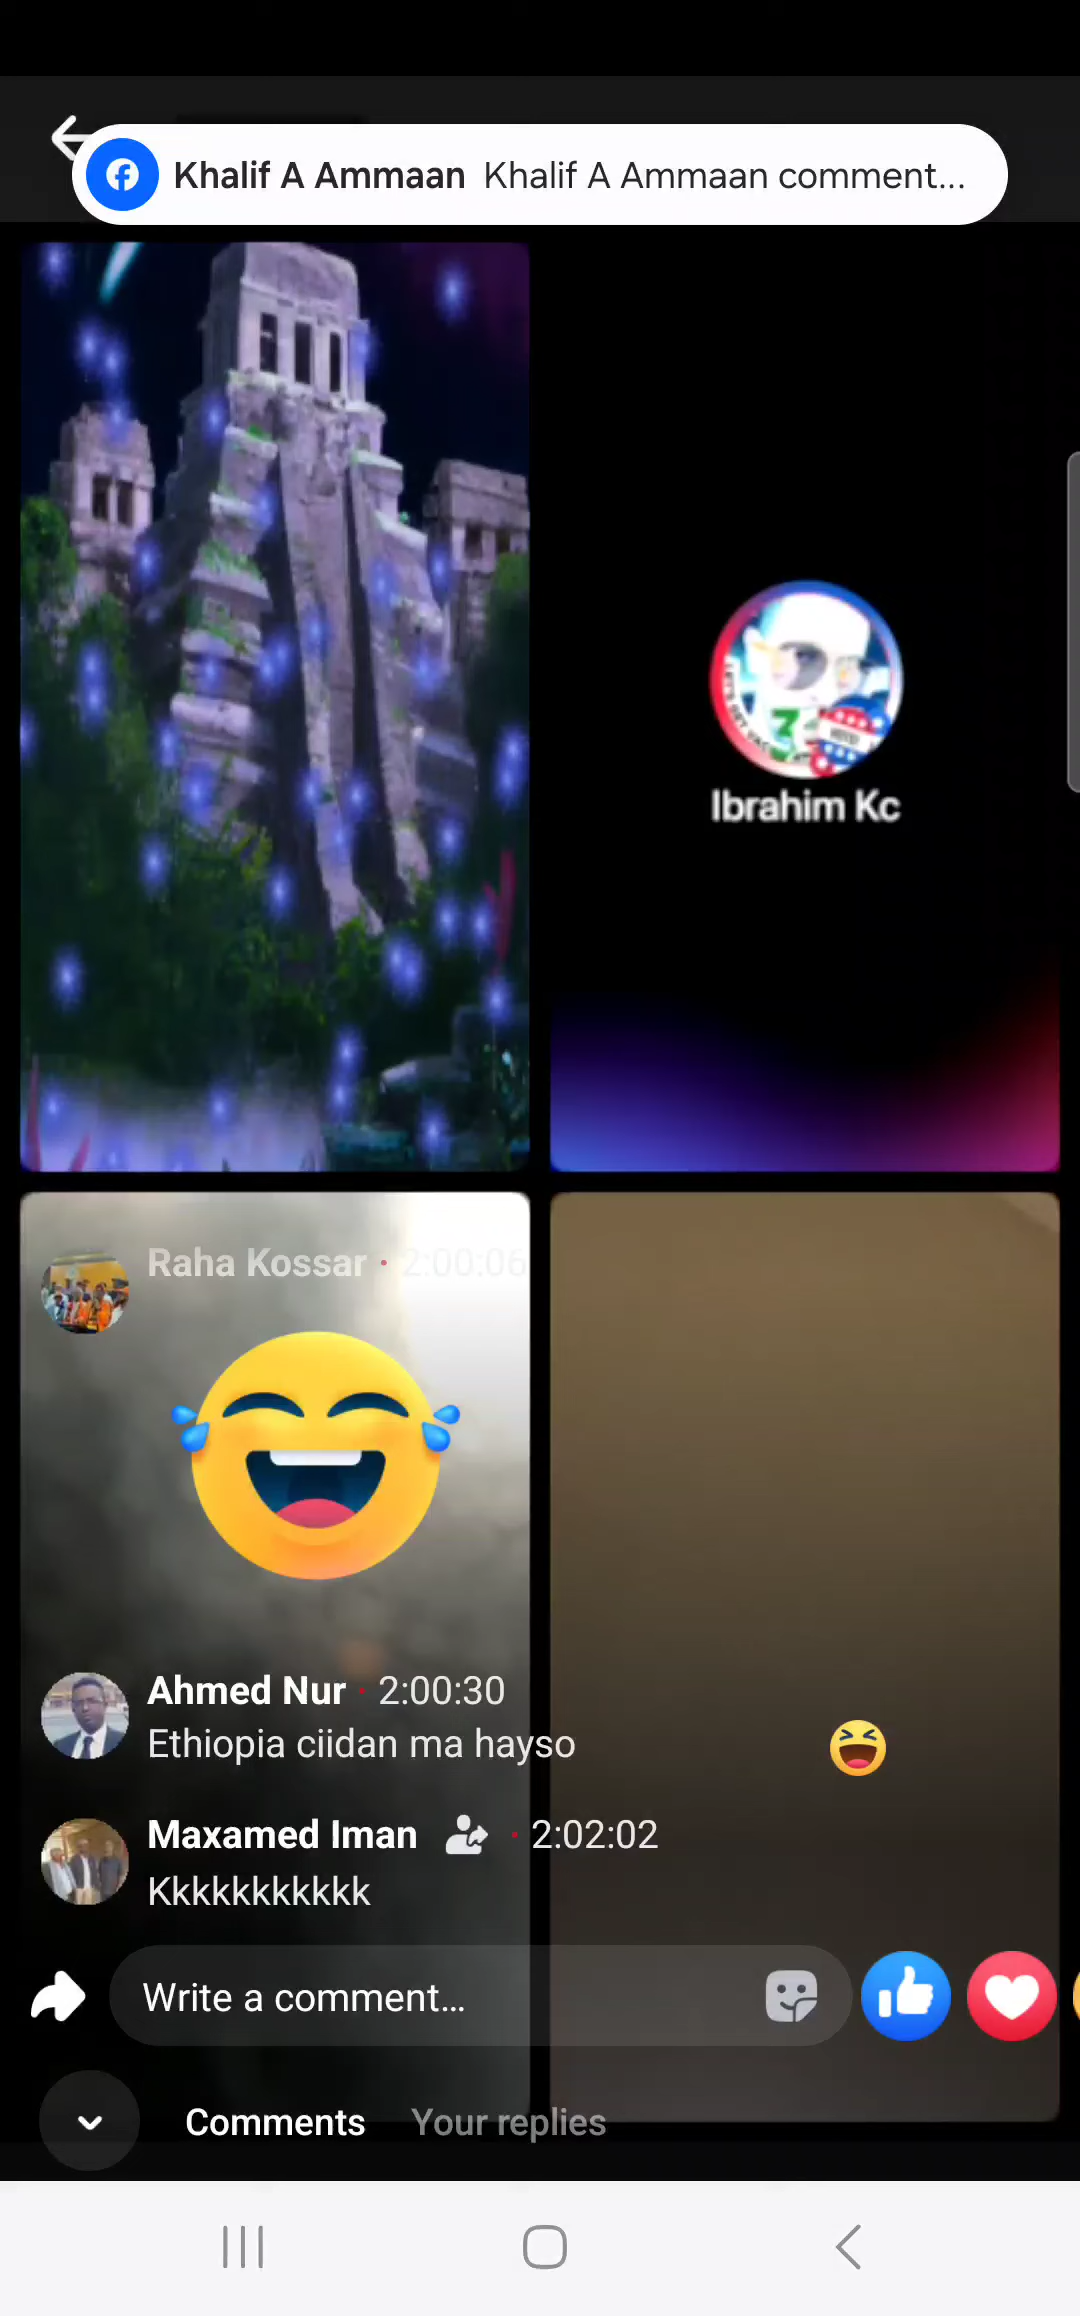 Khalif A Ammaan Khalif A Ammaan comment...
Ibrahim Kc
Raha Kossar · 2:00:06
Ahmed Nur · 2:00:30
Ethiopia ciidan ma hayso
Maxamed Iman · 2:02:02
Kkkkkkkkkkk
Write a comment...
Comments Your replies